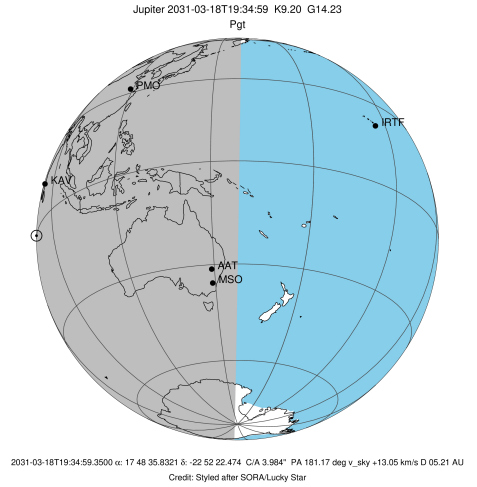 Jupiter 2031-03-18T19:34:59 K9.20 G14.23
Pgt
PMO
IRTF
KAV
AAT
MSO
2031-03-18T19:34:59.3500 α: 17 48 35.8321 δ: -22 52 22.474 C/A 3.984" PA 181.17 deg v_sky +13.05 km/s D 05.21 AU
Credit: Styled after SORA/Lucky Star